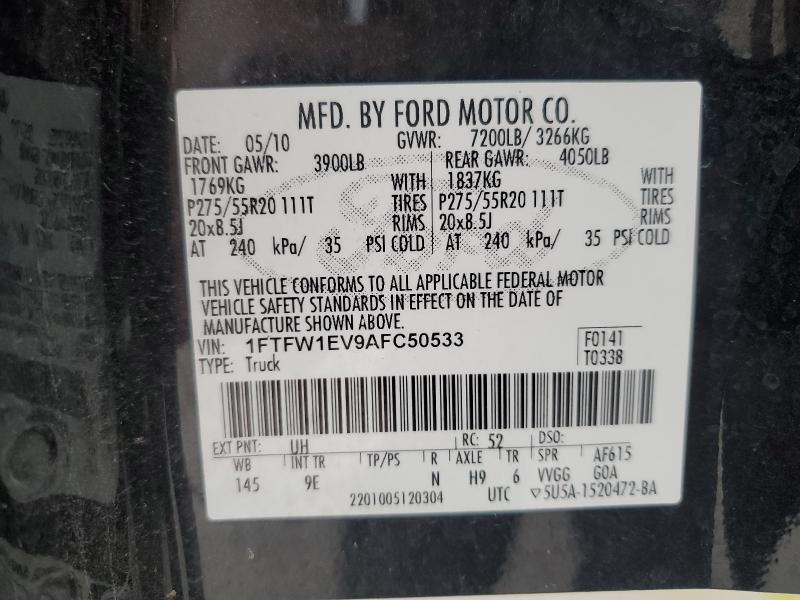 MFD. BY FORD MOTOR CO.
DATE: 05/10 GVWR: 7200LB/ 3266KG
FRONT GAWR: 3900LB REAR GAWR: 4050LB
1769KG WITH 1837KG WITH
P275/55R20 111T TIRES P275/55R20 111T TIRES
20x8.5J RIMS 20x8.5J RIMS
AT 240 kPa/ 35 PSI COLD AT 240 kPa/ 35 PSI COLD
THIS VEHICLE CONFORMS TO ALL APPLICABLE FEDERAL MOTOR
VEHICLE SAFETY STANDARDS IN EFFECT ON THE DATE OF
MANUFACTURE SHOWN ABOVE.
VIN: 1FTFW1EV9AFC50533 F0141
TYPE: Truck T0338
EXT PNT: UH RC: 52 DSO:
WB INT TR TP/PS R AXLE TR SPR AF615
145 9E N H9 6 VVGG GOA
2201005120304 UTC ▽5U5A-1520472-BA